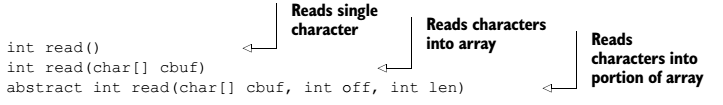 Reads single
character
Reads characters
into array
Reads
characters into
portion of array
int read()
int read(char[] cbuf)
abstract int read(char[] cbuf, int off, int len)